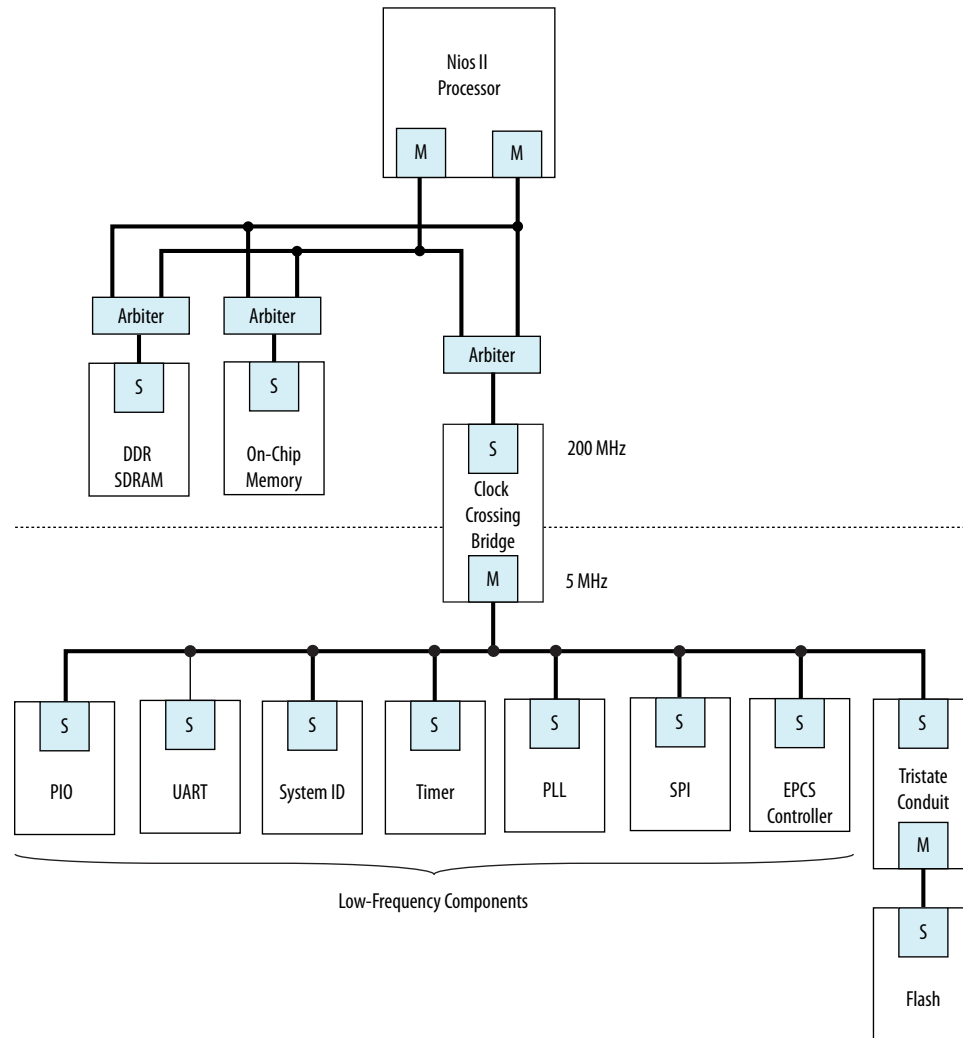 Nios II
Processor
M
M
Arbiter
Arbiter
Arbiter
S
S
DDR
SDRAM
On-Chip
Memory
S
200 MHz
Clock
Crossing
Bridge
M
5 MHz
S
S
S
S
S
S
S
S
PIO
UART
System ID
Timer
PLL
SPI
EPCS
Controller
Tristate
Conduit
M
Low-Frequency Components
S
Flash